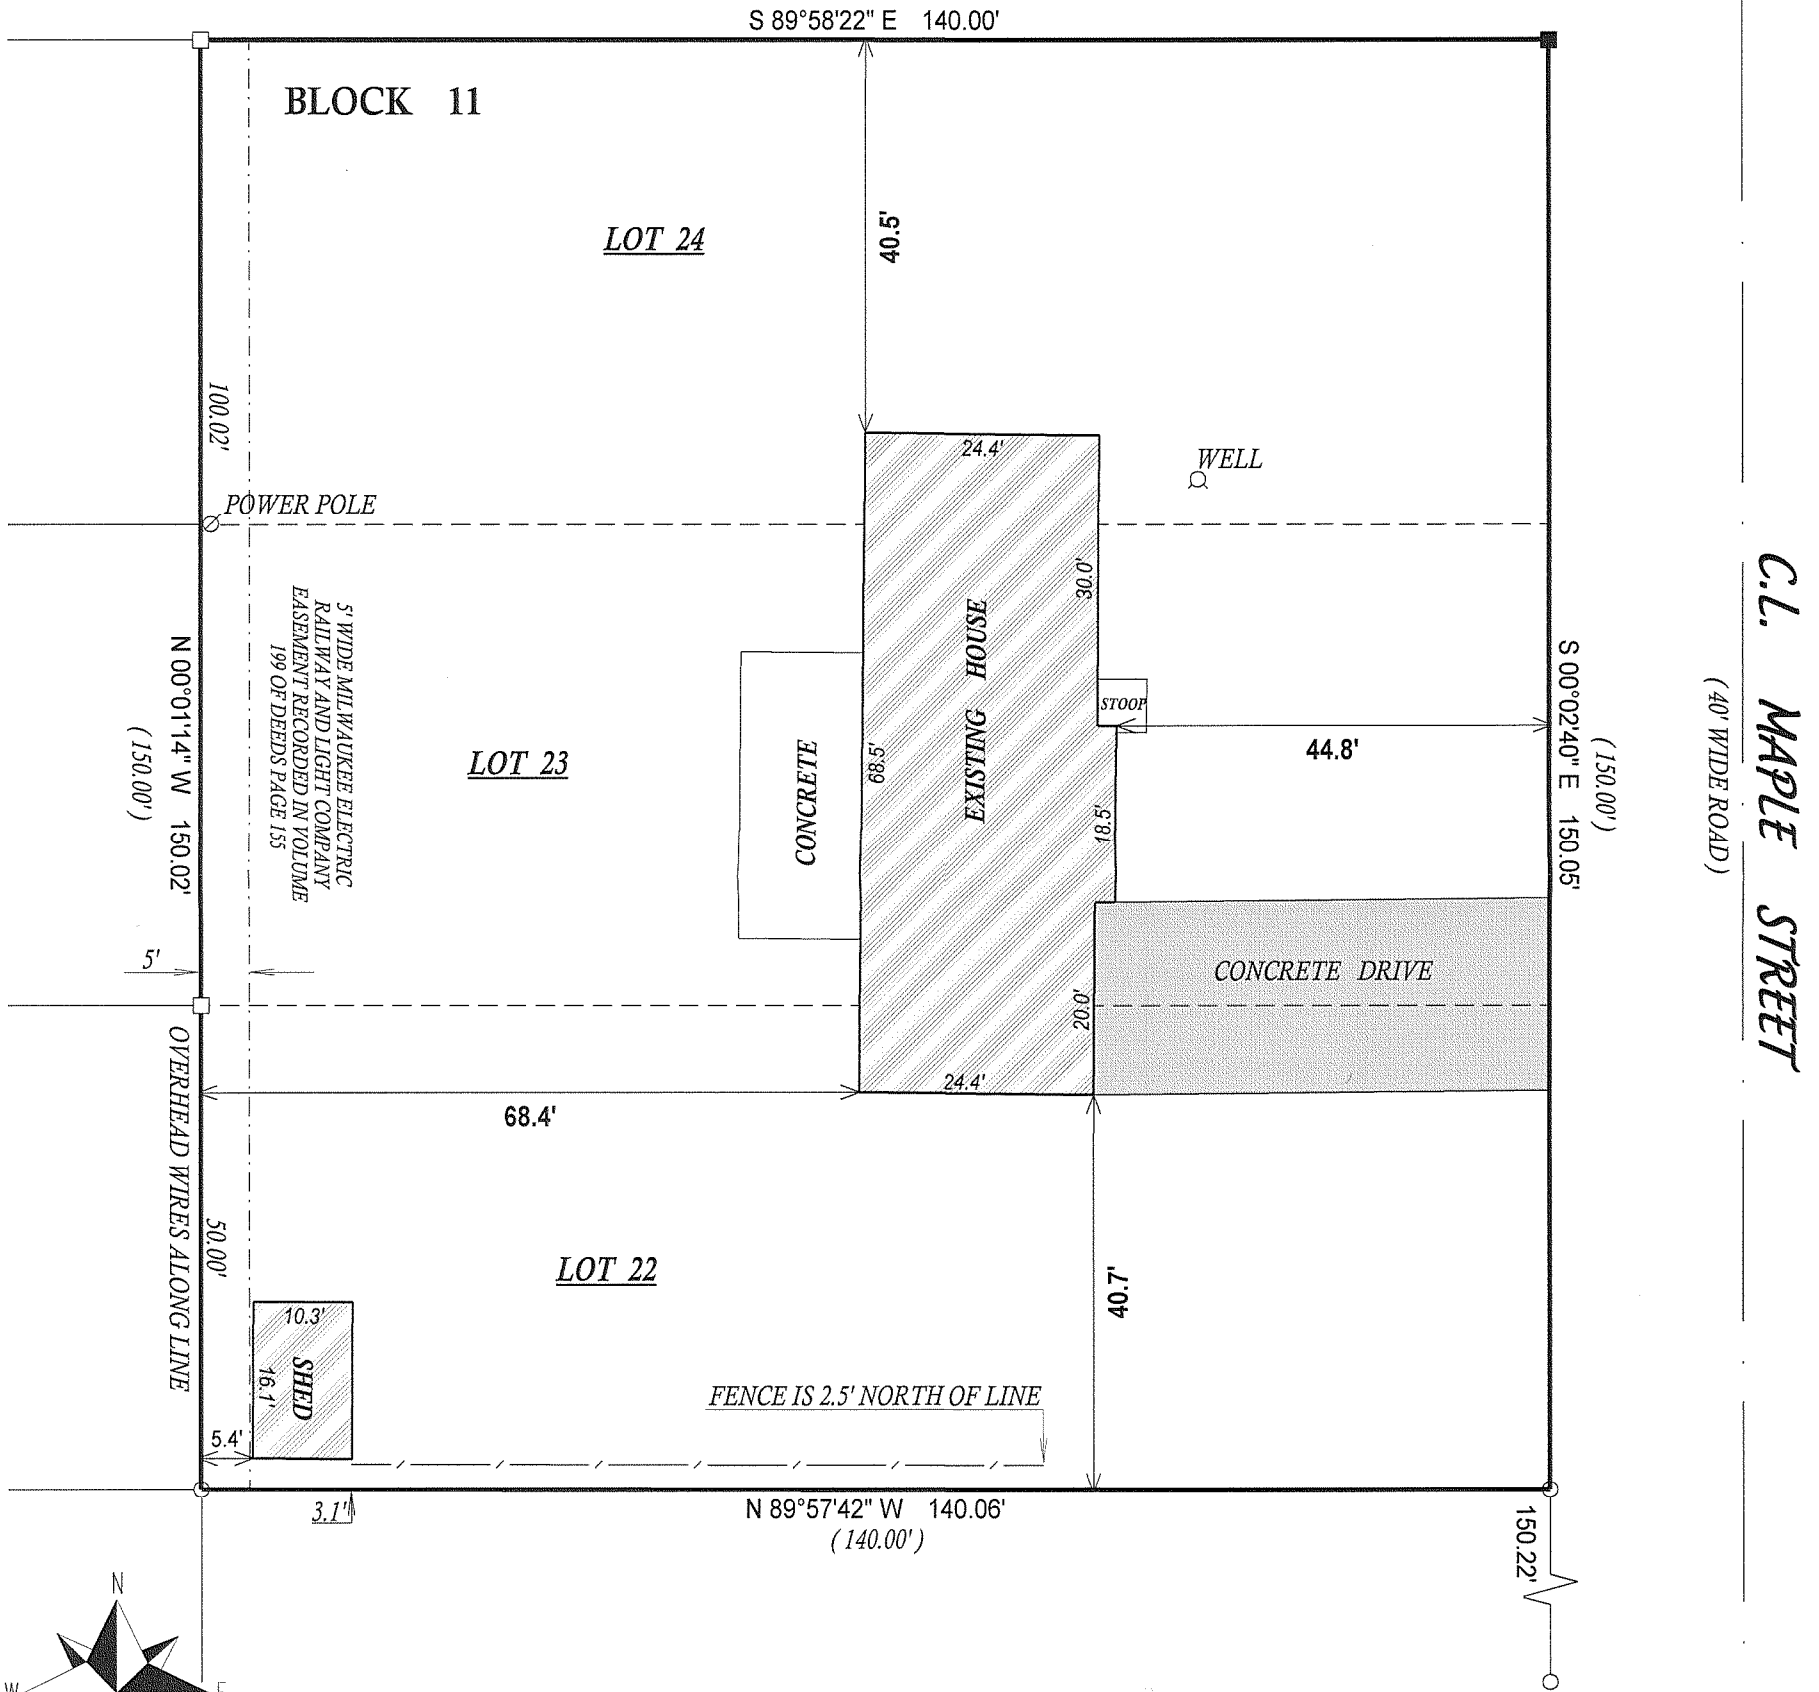 S 89°58'22" E 140.00'
BLOCK 11
LOT 24
40.5'
100.02'
24.4'
WELL
POWER POLE
30.0'
C.L. MAPLE STREET
(40' WIDE ROAD)
5' WIDE MILWAUKEE ELECTRIC
RAILWAY AND LIGHT COMPANY
EASEMENT RECORDED IN VOLUME
199 OF DEEDS PAGE 155
EXISTING HOUSE
STOOP
44.8'
S 00°02'40" E 150.05'
(150.00')
N 00°01'14" W 150.02'
(150.00')
LOT 23
CONCRETE
68.5'
18.5'
5'
CONCRETE DRIVE
20.0'
24.4'
68.4'
OVERHEAD WIRES ALONG LINE
50.00'
LOT 22
40.7'
10.3'
SHED
16.1'
FENCE IS 2.5' NORTH OF LINE
5.4'
3.1'
N 89°57'42" W 140.06'
(140.00')
150.22'
N
W
E